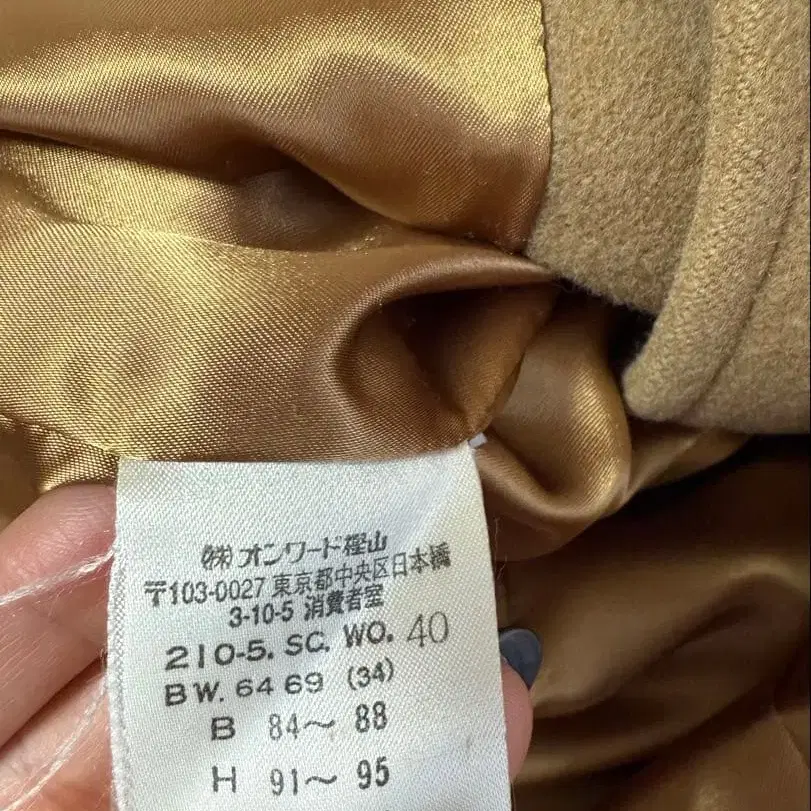 (株)オンワード樫山
〒103-0027 東京都中央区日本橋
3-10-5 消費者室
210-5. SC. WO. 40
BW. 64 69 (34)
B 84〜 88
H 91〜 95